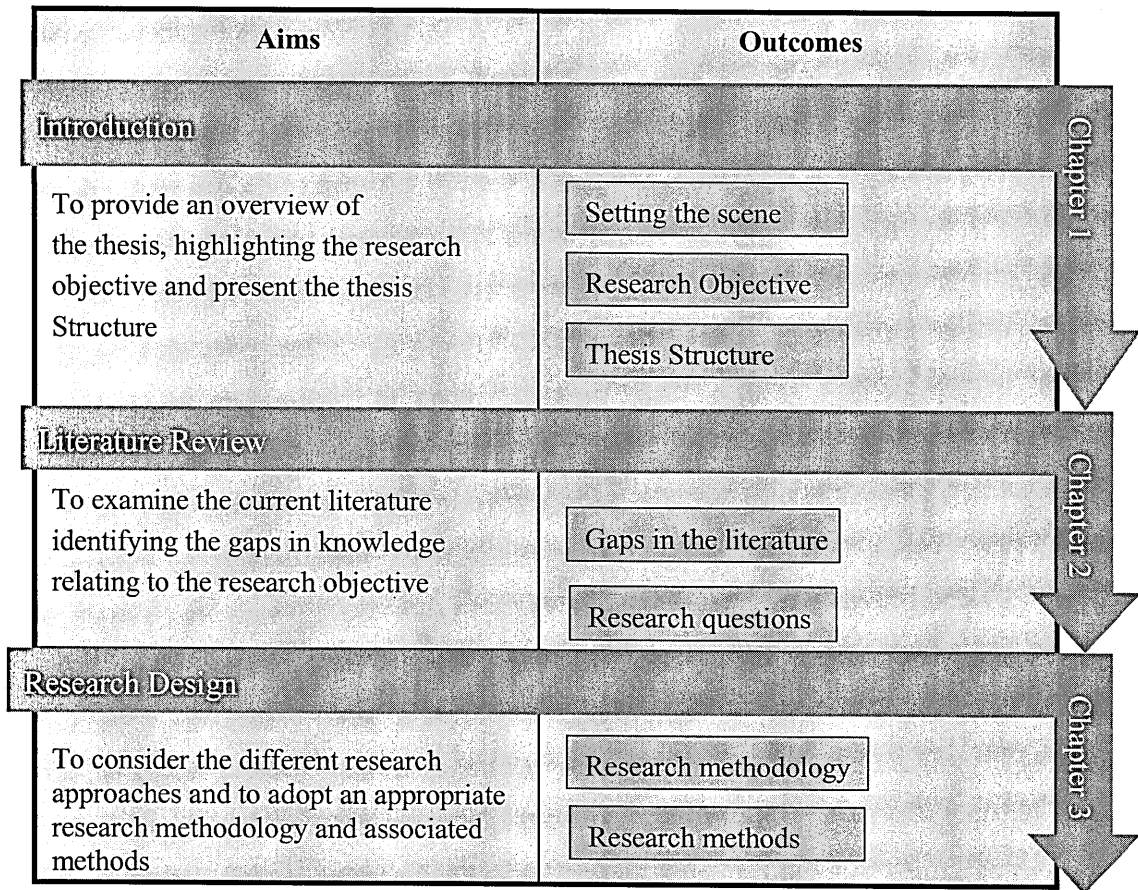 Aims
Outcomes
Introduction
Chapter 1
To provide an overview of
the thesis, highlighting the research
objective and present the thesis
Structure
Setting the scene
Research Objective
Thesis Structure
Literature Review
Chapter 2
To examine the current literature
identifying the gaps in knowledge
relating to the research objective
Gaps in the literature
Research questions
Research Design
Chapter 3
To consider the different research
approaches and to adopt an appropriate
research methodology and associated
methods
Research methodology
Research methods